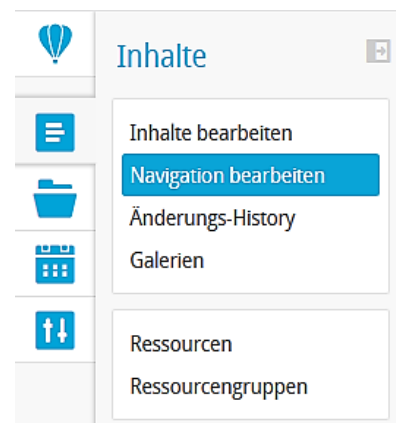 Inhalte
Inhalte bearbeiten
Navigation bearbeiten
Änderungs-History
Galerien
Ressourcen
Ressourcengruppen